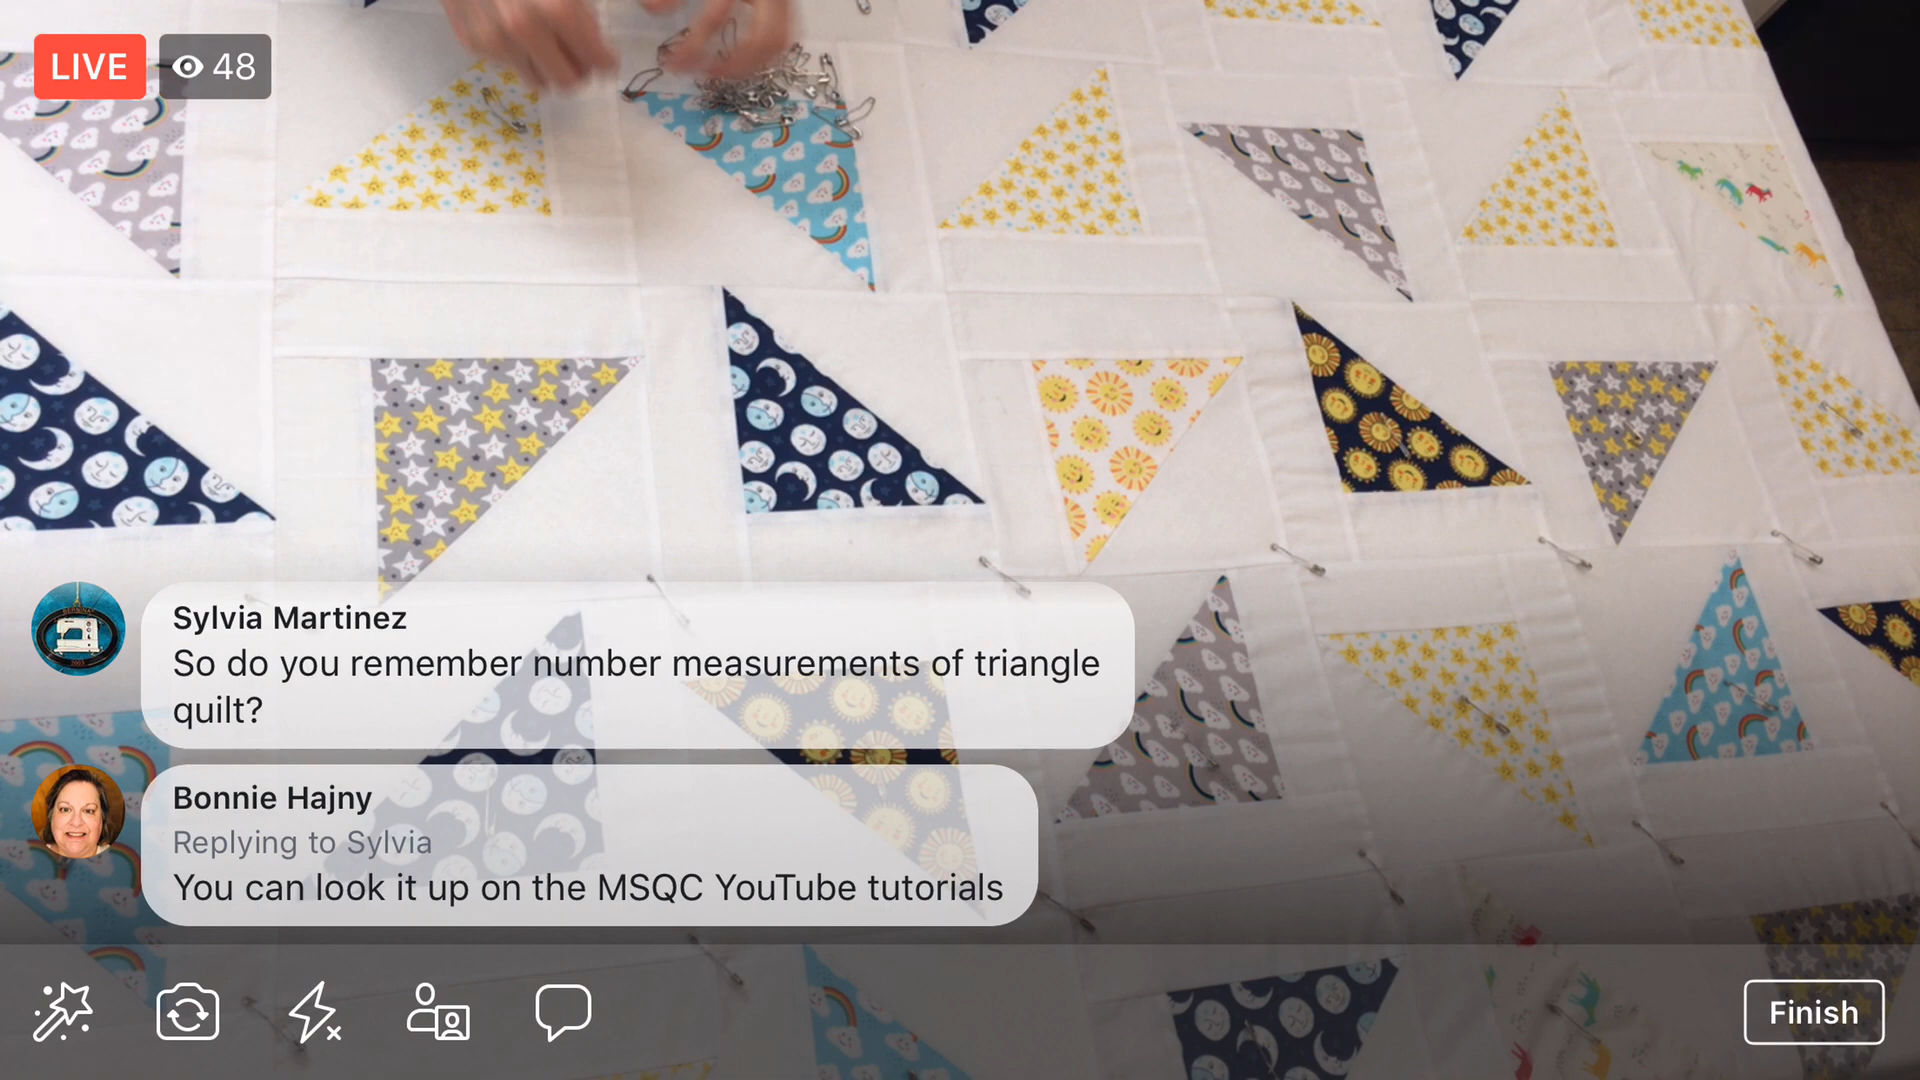 LIVE 48
Sylvia Martinez
So do you remember number measurements of triangle
quilt?
Bonnie Hajny
Replying to Sylvia
You can look it up on the MSQC YouTube tutorials
Finish